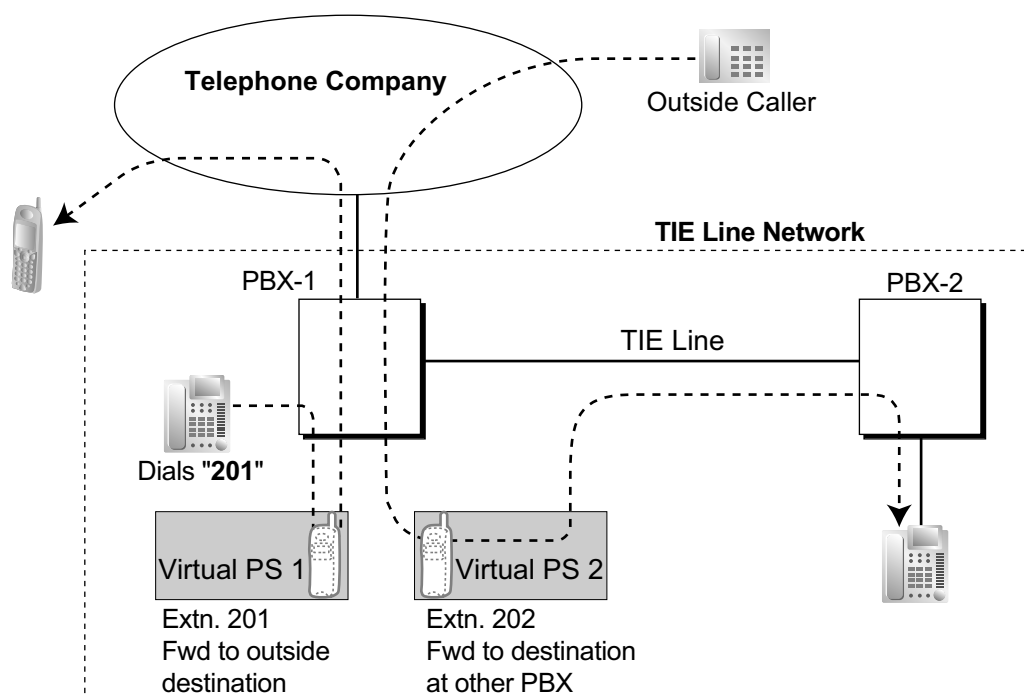 Telephone Company
Outside Caller
TIE Line Network
PBX-1
PBX-2
TIE Line
Dials "201"
Virtual PS 1
Virtual PS 2
Extn. 201
Fwd to outside
destination
Extn. 202
Fwd to destination
at other PBX